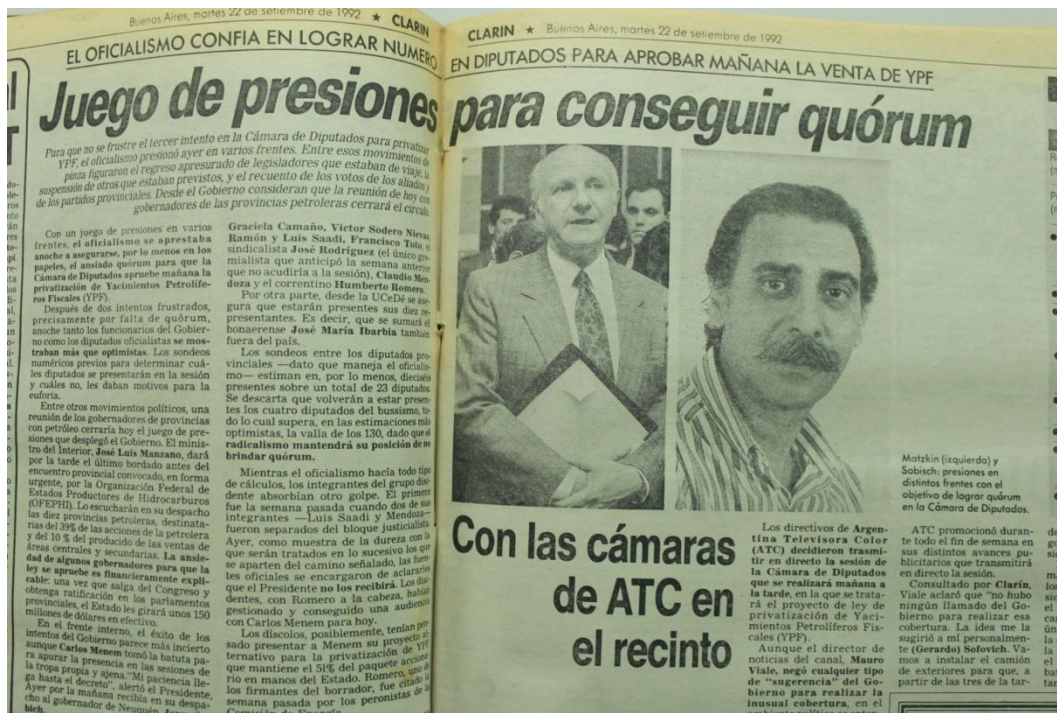 Buenos Aires, martes 22 de setiembre de 1992 ★ CLARIN
EL OFICIALISMO CONFIA EN LOGRAR NUMERO
Juego de presiones
Para que no se frustre el tercer intento en la Cámara de Diputados para privatizar
YPF, el oficialismo presionó ayer en varios frentes. Entre esos movimientos de
pinza figuraron el regreso apresurado de legisladores que estaban de viaje, la
suspensión de otros que estaban previstos, y el recuento de los votos de los aliados y
de los partidos provinciales. Desde el Gobierno consideran que la reunión de hoy con
gobernadores de las provincias petroleras cerrará el círculo.
Con un juego de presiones en varios
frentes, el oficialismo se aprestaba
anoche a asegurarse, por lo menos en los
papeles, el ansiado quórum para que la
Cámara de Diputados apruebe mañana la
privatización de Yacimientos Petrolífe-
ros Fiscales (YPF).
Después de dos intentos frustrados,
precisamente por falta de quórum,
anoche tanto los funcionarios del Gobier-
no como los diputados oficialistas se mos-
traban más que optimistas. Los sondeos
numéricos previos para determinar cuá-
les diputados se presentarán en la sesión
y cuáles no, les daban motivos para la
euforia.
Entre otros movimientos políticos, una
reunión de los gobernadores de provincias
con petróleo cerraría hoy el juego de pre-
siones que desplegó el Gobierno. El minis-
tro del Interior, José Luis Manzano, dará
por la tarde el último bordado antes del
encuentro provincial convocado, en forma
urgente, por la Organización Federal de
Estados Productores de Hidrocarburos
(OFEPHI). Lo escucharán en su despacho
las diez provincias petroleras, destinata-
rias del 39% de las acciones de la petrolera
y del 10 % del producido de las ventas de
áreas centrales y secundarias. La ansie-
dad de algunos gobernadores para que la
ley se apruebe es financieramente expli-
cable: una vez que salga del Congreso y
obtenga ratificación en los parlamentos
provinciales, el Estado les girará unos 150
millones de dólares en efectivo.
En el frente interno, el éxito de los
intentos del Gobierno parece más incierto
aunque Carlos Menem tomó la batuta pa-
ra apurar la presencia en las sesiones de
la tropa propia y ajena. "Mi paciencia lle-
ga hasta el decreto", alertó el Presidente.
Ayer por la mañana recibía en su despa-
cho al gobernador de Neuquén,
bich.
Graciela Camaño, Víctor Sodero Nievas,
Ramón y Luis Saadi, Francisco Toto, el
sindicalista José Rodríguez (el único gre-
mialista que anticipó la semana anterior
que no acudiría a la sesión), Claudio Men-
doza y el correntino Humberto Romero.
Por otra parte, desde la UCeDé se ase-
gura que estarán presentes sus diez re-
presentantes. Es decir, que se sumará el
bonaerense José María Ibarbia también
fuera del país.
Los sondeos entre los diputados pro-
vinciales —dato que maneja el oficialis-
mo— estiman en, por lo menos, dieciséis
presentes sobre un total de 23 diputados.
Se descarta que volverán a estar presen-
tes los cuatro diputados del bussismo, to-
do lo cual supera, en las estimaciones más
optimistas, la valla de los 130, dado que el
radicalismo mantendrá su posición de no
brindar quórum.
Mientras el oficialismo hacía todo tipo
de cálculos, los integrantes del grupo disi-
dente absorbían otro golpe. El primero
fue la semana pasada cuando dos de sus
integrantes —Luis Saadi y Mendoza—
fueron separados del bloque justicialista.
Ayer, como muestra de la dureza con la
que serán tratados en lo sucesivo los que
se aparten del camino señalado, las fuen-
tes oficiales se encargaron de aclararles
que el Presidente no los recibirá. Los disi-
dentes, con Romero a la cabeza, habían
gestionado y conseguido una audiencia
con Carlos Menem para hoy.
Los díscolos, posiblemente, tenían pen-
sado presentar a Menem su proyecto al-
ternativo para la privatización de YPF
que mantiene el 51% del paquete acciona-
rio en manos del Estado. Romero, uno de
los firmantes del borrador, fue citado la
semana pasada por los peronistas de la
Comisión de Energía
CLARIN ★ Buenos Aires, martes 22 de setiembre de 1992
EN DIPUTADOS PARA APROBAR MAÑANA LA VENTA DE YPF
para conseguir quórum
Matzkin (izquierda) y
Sobisch: presiones en
distintos frentes con el
objetivo de lograr quórum
en la Cámara de Diputados.
Con las cámaras
de ATC en
el recinto
Los directivos de Argen-
tina Televisora Color
(ATC) decidieron trasmi-
tir en directo la sesión de
la Cámara de Diputados
que se realizará mañana a
la tarde, en la que se trata-
rá el proyecto de ley de
privatización de Yaci-
mientos Petrolíferos Fis-
cales (YPF).
Aunque el director de
noticias del canal, Mauro
Viale, negó cualquier tipo
de "sugerencia" del Go-
bierno para realizar la
inusual cobertura, en el
ATC promocionó duran-
te todo el fin de semana en
sus distintos avances pu-
blicitarios que transmitirá
en directo la sesión.
Consultado por Clarín,
Viale aclaró que "no hubo
ningún llamado del Go-
bierno para realizar esa
cobertura. La idea me la
sugirió a mí personalmen-
te (Gerardo) Sofovich. Va-
mos a instalar el camión
de exteriores para que, a
partir de las tres de la tar-